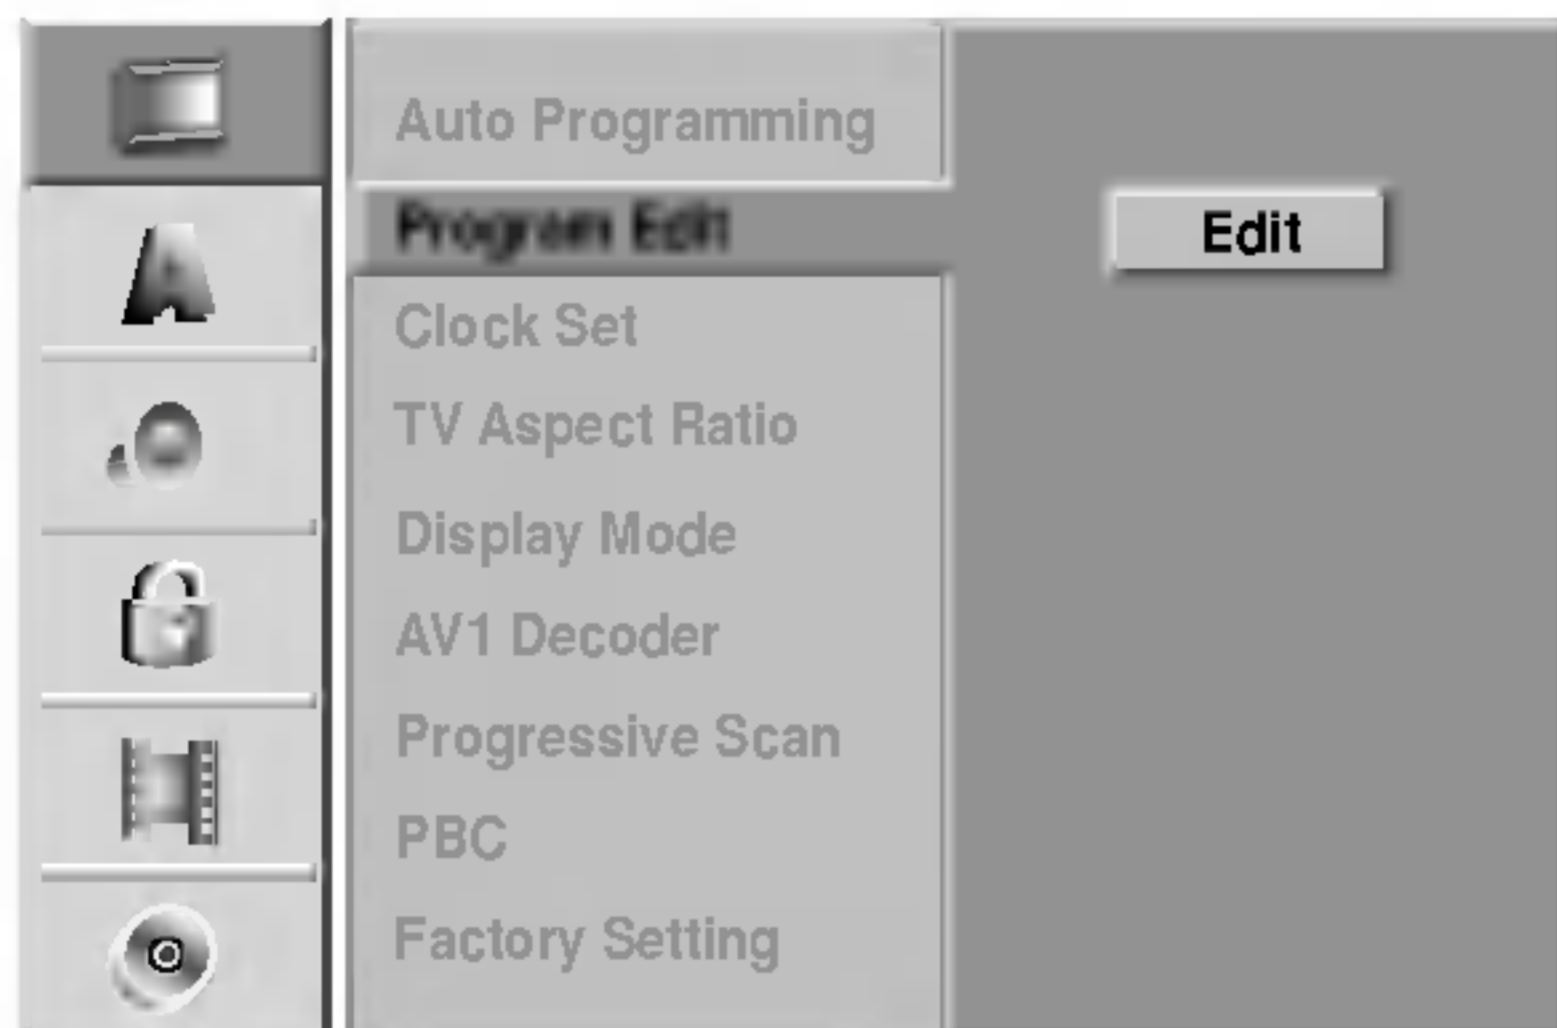 Auto Programming
Program Edit
Edit
Clock Set
TV Aspect Ratio
Display Mode
AV1 Decoder
Progressive Scan
PBC
Factory Setting